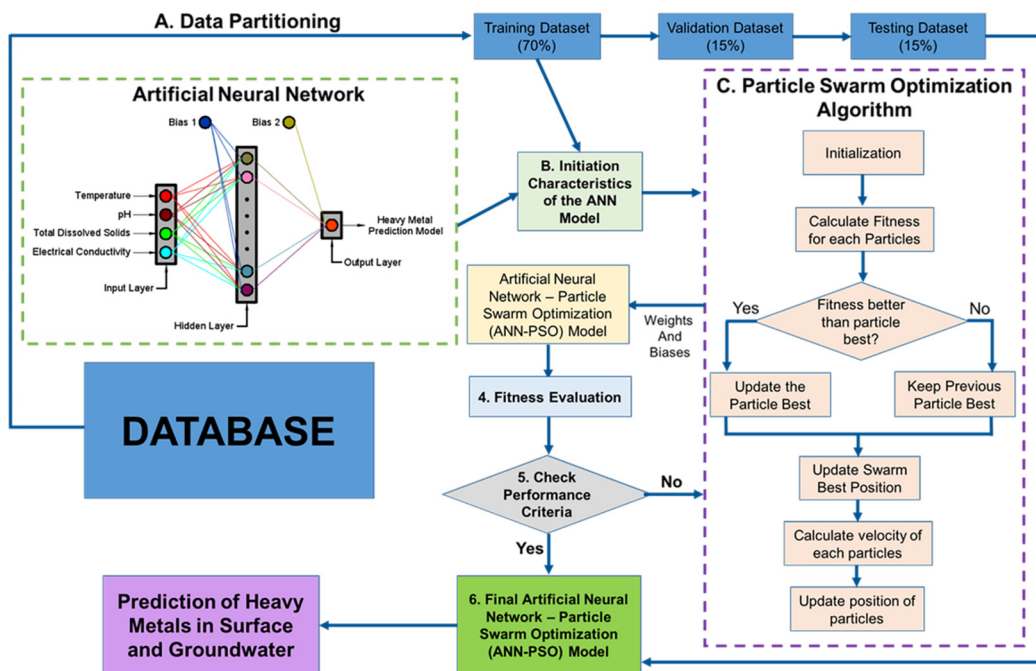 A. Data Partitioning
Training Dataset
(70%)
Validation Dataset
(15%)
Testing Dataset
(15%)
Artificial Neural Network
Bias 1
Bias 2
Temperature
pH
Total Dissolved Solids
Electrical Conductivity
Input Layer
Hidden Layer
Output Layer
Heavy Metal
Prediction Model
B. Initiation
Characteristics
of the ANN
Model
C. Particle Swarm Optimization
Algorithm
Initialization
Calculate Fitness
for each Particles
Fitness better
than particle
best?
Yes
No
Update the
Particle Best
Keep Previous
Particle Best
Update Swarm
Best Position
Calculate velocity of
each particles
Update position of
particles
Weights
And
Biases
Artificial Neural
Network – Particle
Swarm Optimization
(ANN-PSO) Model
4. Fitness Evaluation
5. Check
Performance
Criteria
No
Yes
6. Final Artificial Neural
Network – Particle
Swarm Optimization
(ANN-PSO) Model
DATABASE
Prediction of Heavy
Metals in Surface
and Groundwater